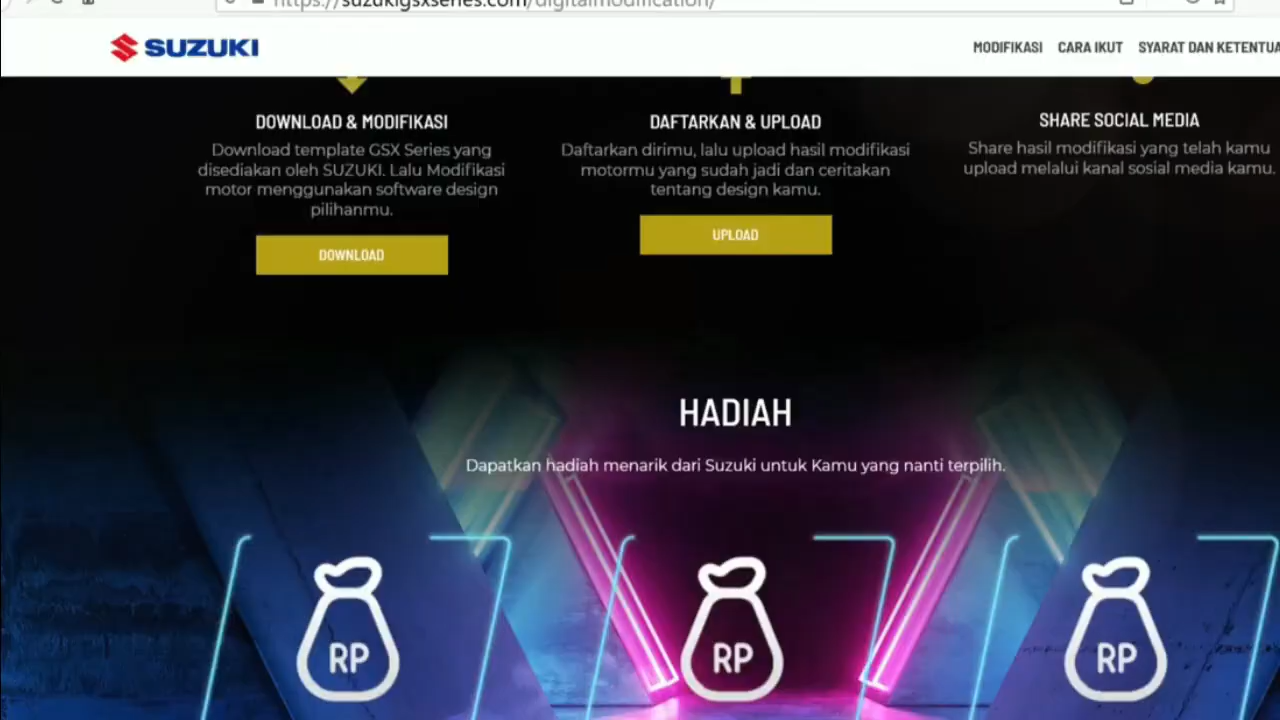 https://suzukigsxseries.com/digitalmodification/
SUZUKI
MODIFIKASI CARA IKUT SYARAT DAN KETENTUA
DOWNLOAD & MODIFIKASI
Download template GSX Series yang
disediakan oleh SUZUKI. Lalu Modifikasi
motor menggunakan software design
pilihanmu.
DOWNLOAD
DAFTARKAN & UPLOAD
Daftarkan dirimu, lalu upload hasil modifikasi
motormu yang sudah jadi dan ceritakan
tentang design kamu.
UPLOAD
SHARE SOCIAL MEDIA
Share hasil modifikasi yang telah kamu
upload melalui kanal sosial media kamu.
HADIAH
Dapatkan hadiah menarik dari Suzuki untuk Kamu yang nanti terpilih.
RP
RP
RP